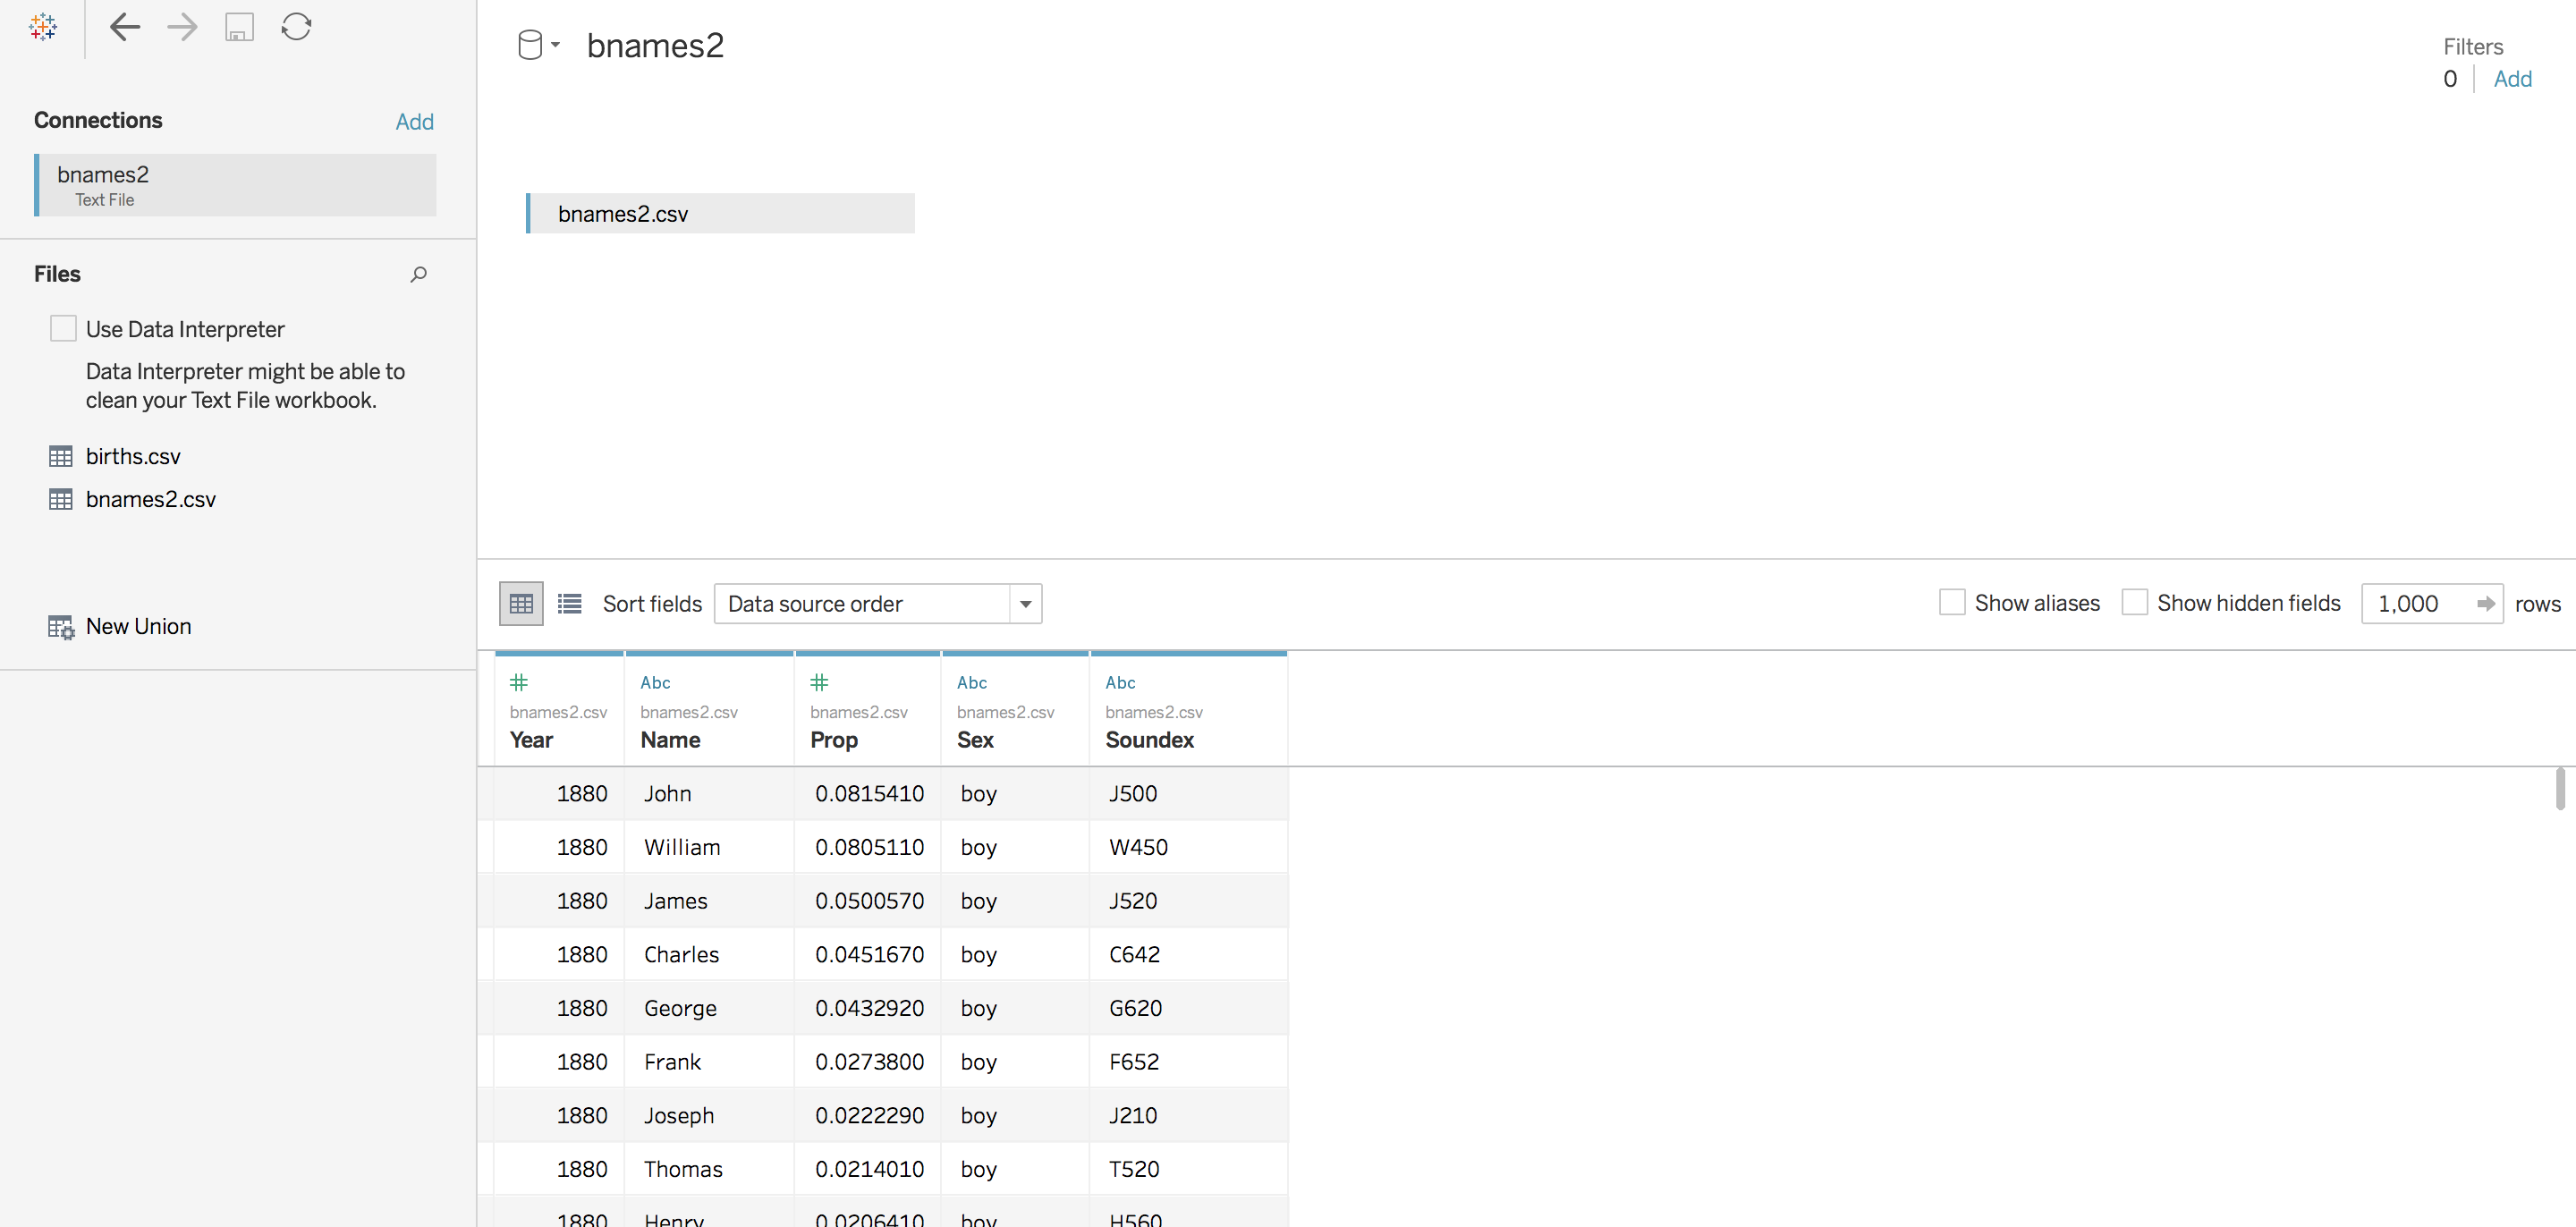 bnames2
Filters
0 Add
Connections Add
bnames2
Text File
bnames2.csv
Files
Use Data Interpreter
Data Interpreter might be able to
clean your Text File workbook.
births.csv
bnames2.csv
New Union
Sort fields Data source order Show aliases Show hidden fields 1,000 rows
# Abc # Abc Abc
bnames2.csv bnames2.csv bnames2.csv bnames2.csv bnames2.csv
Year Name Prop Sex Soundex
1880 John 0.0815410 boy J500
1880 William 0.0805110 boy W450
1880 James 0.0500570 boy J520
1880 Charles 0.0451670 boy C642
1880 George 0.0432920 boy G620
1880 Frank 0.0273800 boy F652
1880 Joseph 0.0222290 boy J210
1880 Thomas 0.0214010 boy T520
1880 Henry 0.0206410 boy H560